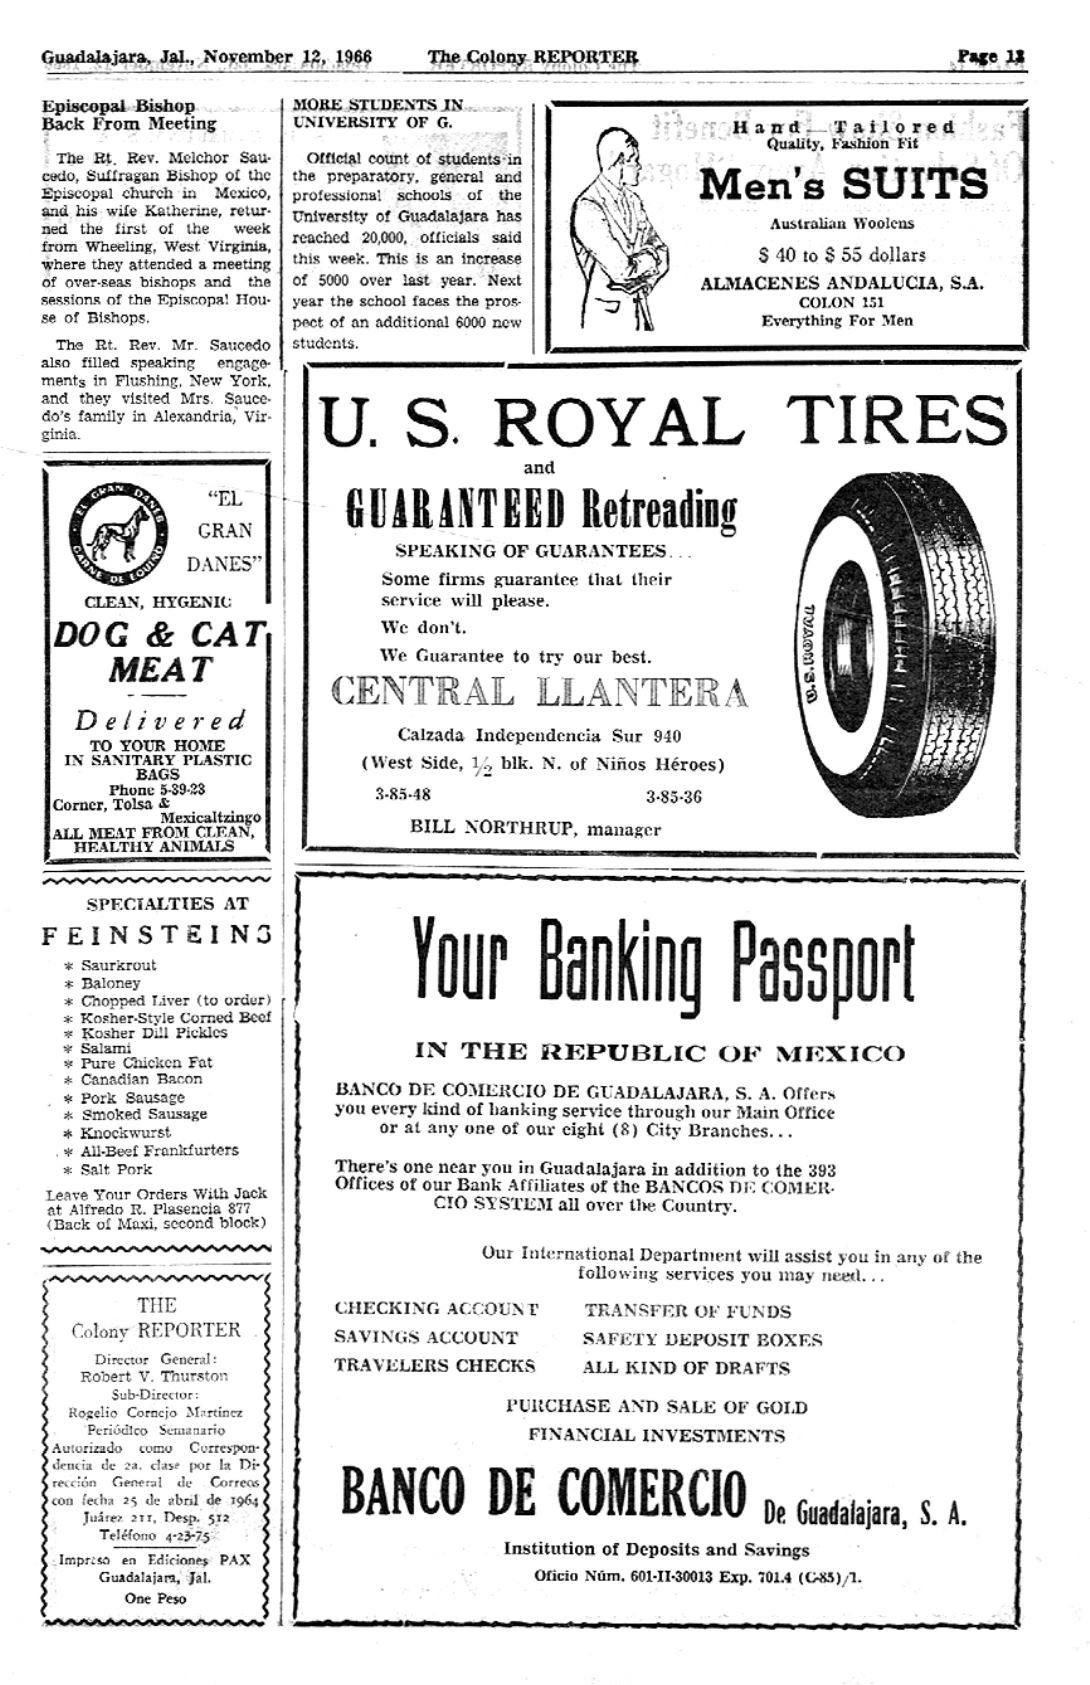 Guadalajara, Jal., November 12, 1966 The Colony REPORTER Page 13
Episcopal Bishop
Back From Meeting
The Rt. Rev. Melchor Sau-
cedo, Suffragan Bishop of the
Episcopal church in Mexico,
and his wife Katherine, retur-
ned the first of the week
from Wheeling, West Virginia,
where they attended a meeting
of over-seas bishops and the
sessions of the Episcopal Hou-
se of Bishops.
The Rt. Rev. Mr. Saucedo
also filled speaking engage-
ments in Flushing, New York,
and they visited Mrs. Sauce-
do's family in Alexandria, Vir-
ginia.
EL GRAN DANES
CARNE DE EQUINO
"EL
GRAN
DANES"
CLEAN, HYGENIC
DOG & CAT
MEAT
Delivered
TO YOUR HOME
IN SANITARY PLASTIC
BAGS
Phone 5-39-23
Corner, Tolsa &
Mexicaltzingo
ALL MEAT FROM CLEAN,
HEALTHY ANIMALS
SPECIALTIES AT
FEINSTEINS
* Saurkrout
* Baloney
* Chopped Liver (to order)
* Kosher-Style Corned Beef
* Kosher Dill Pickles
* Salami
* Pure Chicken Fat
* Canadian Bacon
* Pork Sausage
* Smoked Sausage
* Knockwurst
* All-Beef Frankfurters
* Salt Pork
Leave Your Orders With Jack
at Alfredo R. Plasencia 877
(Back of Maxi, second block)
THE
Colony REPORTER
Director General:
Robert V. Thurston
Sub-Director:
Rogelio Cornejo Martínez
Periódico Semanario
Autorizado como Correspon-
dencia de 2a. clase por la Di-
rección General de Correos
con fecha 25 de abril de 1964
Juárez 211, Desp. 512
Teléfono 4-23-75
Impreso en Ediciones PAX
Guadalajara, Jal.
One Peso
MORE STUDENTS IN
UNIVERSITY OF G.
Official count of students in
the preparatory, general and
professional schools of the
University of Guadalajara has
reached 20,000, officials said
this week. This is an increase
of 5000 over last year. Next
year the school faces the pros-
pect of an additional 6000 new
students.
Hand-Tailored
Quality, Fashion Fit
Men's SUITS
Australian Woolens
$ 40 to $ 55 dollars
ALMACENES ANDALUCIA, S.A.
COLON 151
Everything For Men
U. S. ROYAL TIRES
and
GUARANTEED Retreading
SPEAKING OF GUARANTEES...
Some firms guarantee that their
service will please.
We don't.
We Guarantee to try our best.
CENTRAL LLANTERA
Calzada Independencia Sur 940
(West Side, 1/2 blk. N. of Niños Héroes)
3-85-48 3-85-36
BILL NORTHRUP, manager
Your Banking Passport
IN THE REPUBLIC OF MEXICO
BANCO DE COMERCIO DE GUADALAJARA, S. A. Offers
you every kind of banking service through our Main Office
or at any one of our eight (8) City Branches...
There's one near you in Guadalajara in addition to the 393
Offices of our Bank Affiliates of the BANCOS DE COMER-
CIO SYSTEM all over the Country.
Our International Department will assist you in any of the
following services you may need...
CHECKING ACCOUNT TRANSFER OF FUNDS
SAVINGS ACCOUNT SAFETY DEPOSIT BOXES
TRAVELERS CHECKS ALL KIND OF DRAFTS
PURCHASE AND SALE OF GOLD
FINANCIAL INVESTMENTS
BANCO DE COMERCIO De Guadalajara, S. A.
Institution of Deposits and Savings
Oficio Núm. 601-II-30013 Exp. 701.4 (C-85)/1.